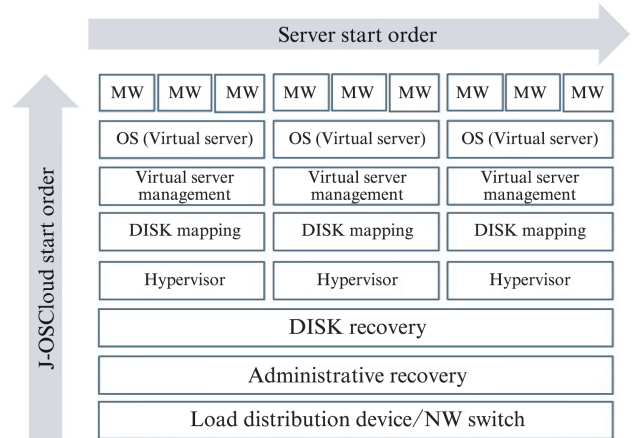 Server start order
J-OSCloud start order
MW MW MW MW MW MW MW MW MW
OS (Virtual server) OS (Virtual server) OS (Virtual server)
Virtual server Virtual server Virtual server
management management management
DISK mapping DISK mapping DISK mapping
Hypervisor Hypervisor Hypervisor
DISK recovery
Administrative recovery
Load distribution device/NW switch